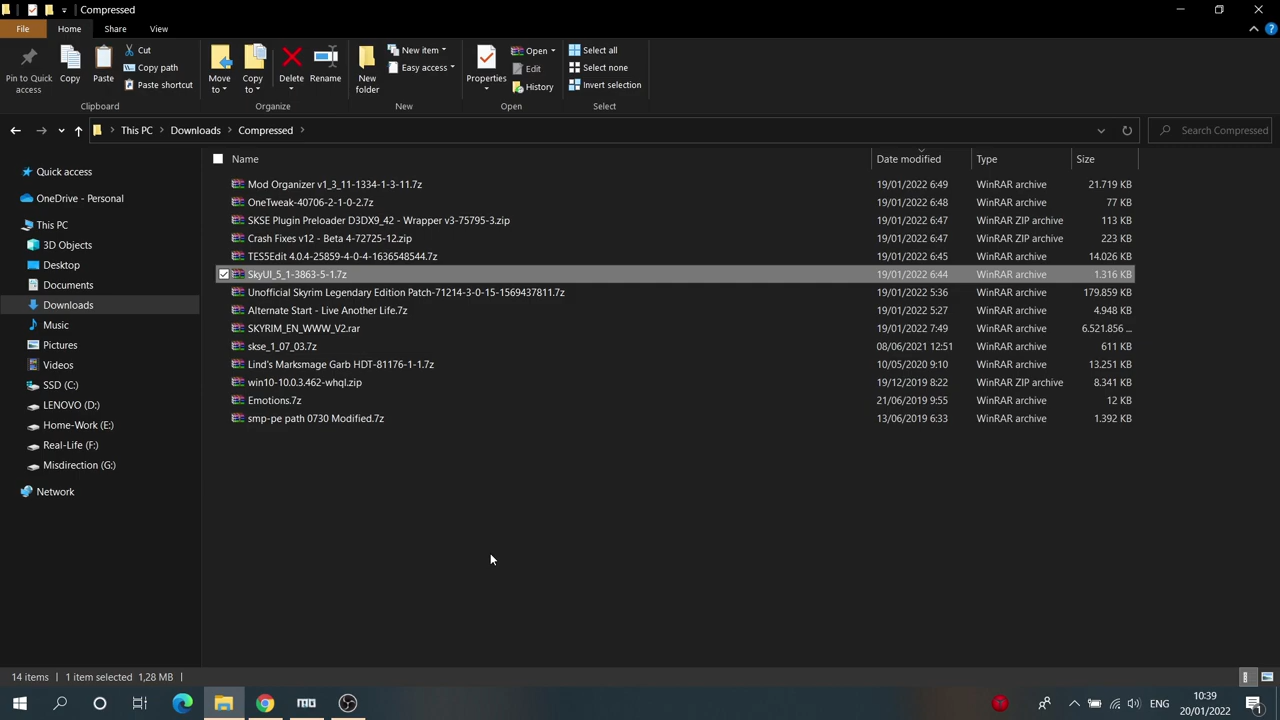 Compressed
File Home Share View
Pin to Quick access
Copy
Paste
Cut
Copy path
Paste shortcut
Clipboard
Move to
Copy to
Delete
Rename
Organize
New folder
New item
Easy access
New
Properties
Open
Edit
History
Open
Select all
Select none
Invert selection
Select
This PC Downloads Compressed
Search Compressed
Quick access
OneDrive - Personal
This PC
3D Objects
Desktop
Documents
Downloads
Music
Pictures
Videos
SSD (C:)
LENOVO (D:)
Home-Work (E:)
Real-Life (F:)
Misdirection (G:)
Network
Name Date modified Type Size
Mod Organizer v1_3_11-1334-1-3-11.7z 19/01/2022 6:49 WinRAR archive 21.719 KB
OneTweak-40706-2-1-0-2.7z 19/01/2022 6:48 WinRAR archive 77 KB
SKSE Plugin Preloader D3DX9_42 - Wrapper v3-75795-3.zip 19/01/2022 6:47 WinRAR ZIP archive 113 KB
Crash Fixes v12 - Beta 4-72725-12.zip 19/01/2022 6:47 WinRAR ZIP archive 223 KB
TES5Edit 4.0.4-25859-4-0-4-1636548544.7z 19/01/2022 6:45 WinRAR archive 14.026 KB
SkyUI_5_1-3863-5-1.7z 19/01/2022 6:44 WinRAR archive 1.316 KB
Unofficial Skyrim Legendary Edition Patch-71214-3-0-15-1569437811.7z 19/01/2022 5:36 WinRAR archive 179.859 KB
Alternate Start - Live Another Life.7z 19/01/2022 5:27 WinRAR archive 4.948 KB
SKYRIM_EN_WWW_V2.rar 19/01/2022 7:49 WinRAR archive 6.521.856 ...
skse_1_07_03.7z 08/06/2021 12:51 WinRAR archive 611 KB
Lind's Marksmage Garb HDT-81176-1-1.7z 10/05/2020 9:10 WinRAR archive 13.251 KB
win10-10.0.3.462-whql.zip 19/12/2019 8:22 WinRAR ZIP archive 8.341 KB
Emotions.7z 21/06/2019 9:55 WinRAR archive 12 KB
smp-pe path 0730 Modified.7z 13/06/2019 6:33 WinRAR archive 1.392 KB
14 items 1 item selected 1,28 MB
ENG
10:39
20/01/2022
1